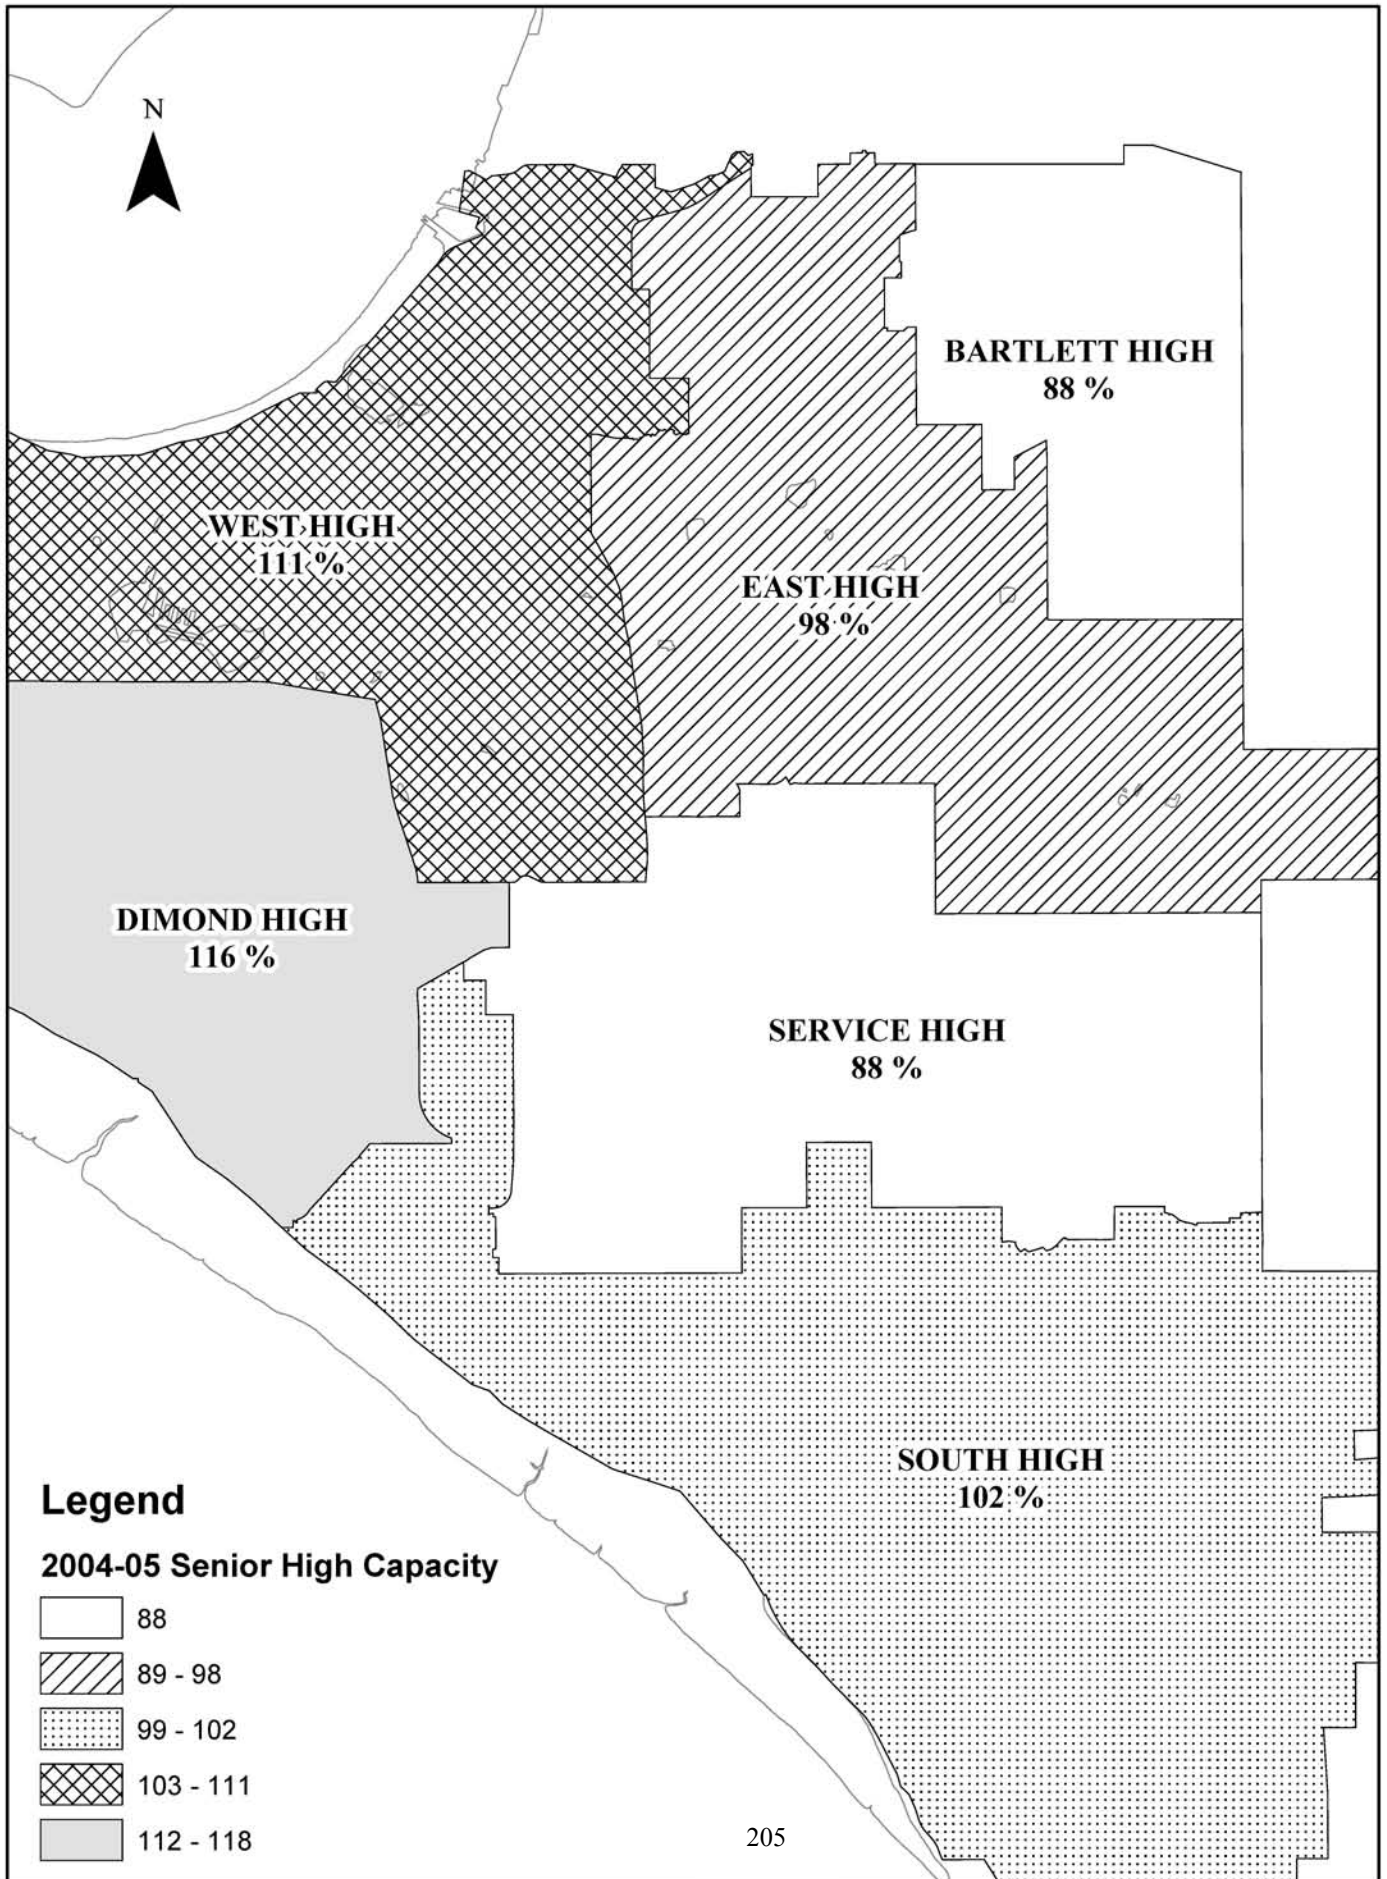 N
BARTLETT HIGH
88 %
WEST HIGH
111 %
EAST HIGH
98 %
DIMOND HIGH
116 %
SERVICE HIGH
88 %
SOUTH HIGH
102 %
Legend
2004-05 Senior High Capacity
88
89 - 98
99 - 102
103 - 111
112 - 118
205